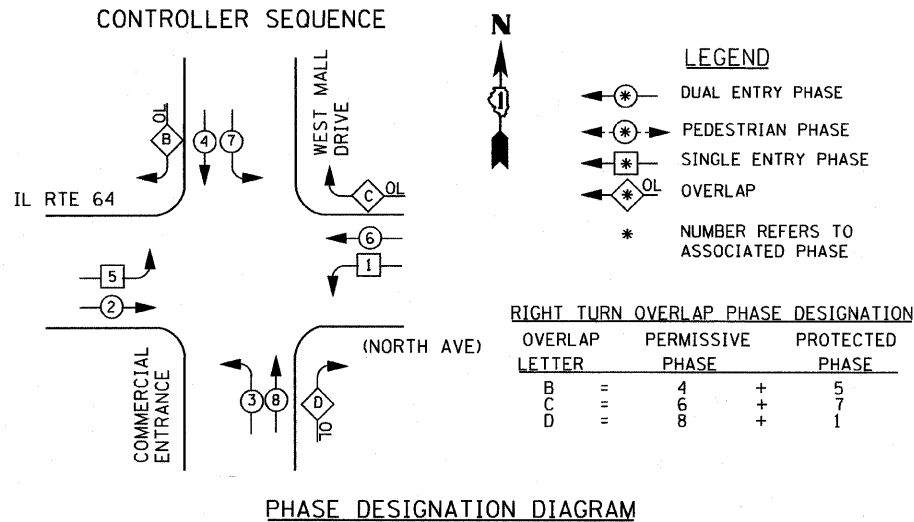 CONTROLLER SEQUENCE
N
1
LEGEND
* DUAL ENTRY PHASE
* PEDESTRIAN PHASE
* SINGLE ENTRY PHASE
* OL OVERLAP
* NUMBER REFERS TO
ASSOCIATED PHASE
WEST MALL
DRIVE
OL
B
4
7
IL RTE 64
C OL
6
1
5
2
(NORTH AVE)
COMMERCIAL
ENTRANCE
3
8
D
OL
RIGHT TURN OVERLAP PHASE DESIGNATION
OVERLAP PERMISSIVE PROTECTED
LETTER PHASE PHASE
B = 4 + 5
C = 6 + 7
D = 8 + 1
PHASE DESIGNATION DIAGRAM